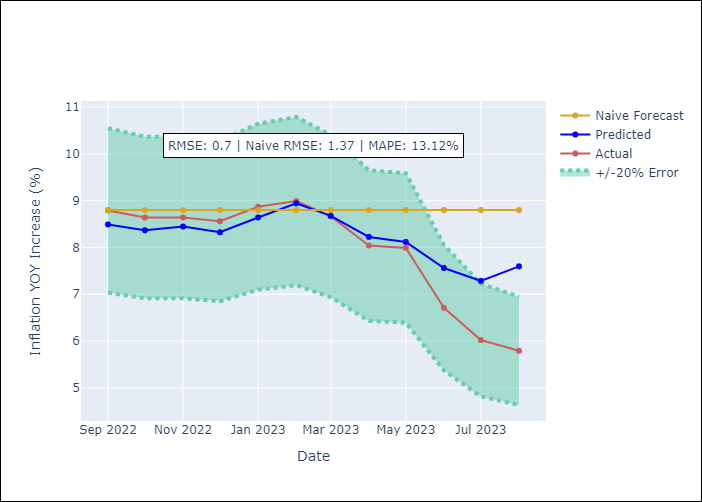 11
10
9
8
7
6
5
Inflation YOY Increase (%)
RMSE: 0.7 | Naive RMSE: 1.37 | MAPE: 13.12%
Naive Forecast
Predicted
Actual
+/-20% Error
Sep 2022 Nov 2022 Jan 2023 Mar 2023 May 2023 Jul 2023
Date